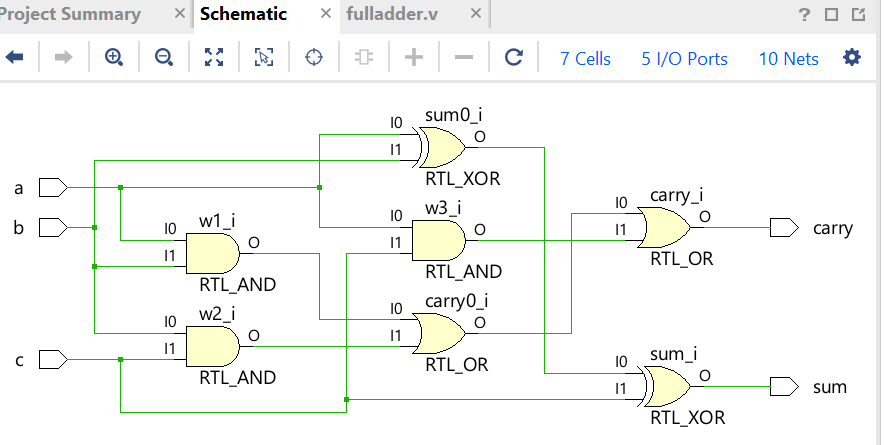 Project Summary × Schematic × fulladder.v × ?
7 Cells 5 I/O Ports 10 Nets
sum0_i
I0 O
I1
RTL_XOR
a
b
w1_i
I0 O
I1
RTL_AND
w3_i
I0 O
I1
RTL_AND
carry_i
I0 O
I1
RTL_OR
carry
w2_i
I0 O
I1
RTL_AND
c
carry0_i
I0 O
I1
RTL_OR
sum_i
I0 O
I1
RTL_XOR
sum